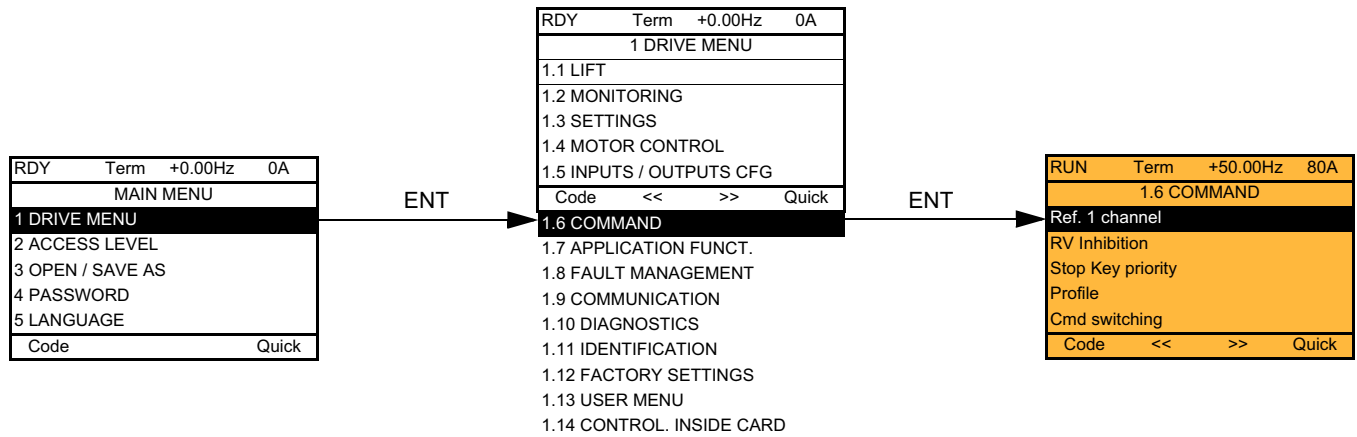 RDY Term +0.00Hz 0A
MAIN MENU
1 DRIVE MENU
2 ACCESS LEVEL
3 OPEN / SAVE AS
4 PASSWORD
5 LANGUAGE
Code Quick
ENT
RDY Term +0.00Hz 0A
1 DRIVE MENU
1.1 LIFT
1.2 MONITORING
1.3 SETTINGS
1.4 MOTOR CONTROL
1.5 INPUTS / OUTPUTS CFG
Code << >> Quick
1.6 COMMAND
1.7 APPLICATION FUNCT.
1.8 FAULT MANAGEMENT
1.9 COMMUNICATION
1.10 DIAGNOSTICS
1.11 IDENTIFICATION
1.12 FACTORY SETTINGS
1.13 USER MENU
1.14 CONTROL. INSIDE CARD
ENT
RUN Term +50.00Hz 80A
1.6 COMMAND
Ref. 1 channel
RV Inhibition
Stop Key priority
Profile
Cmd switching
Code << >> Quick